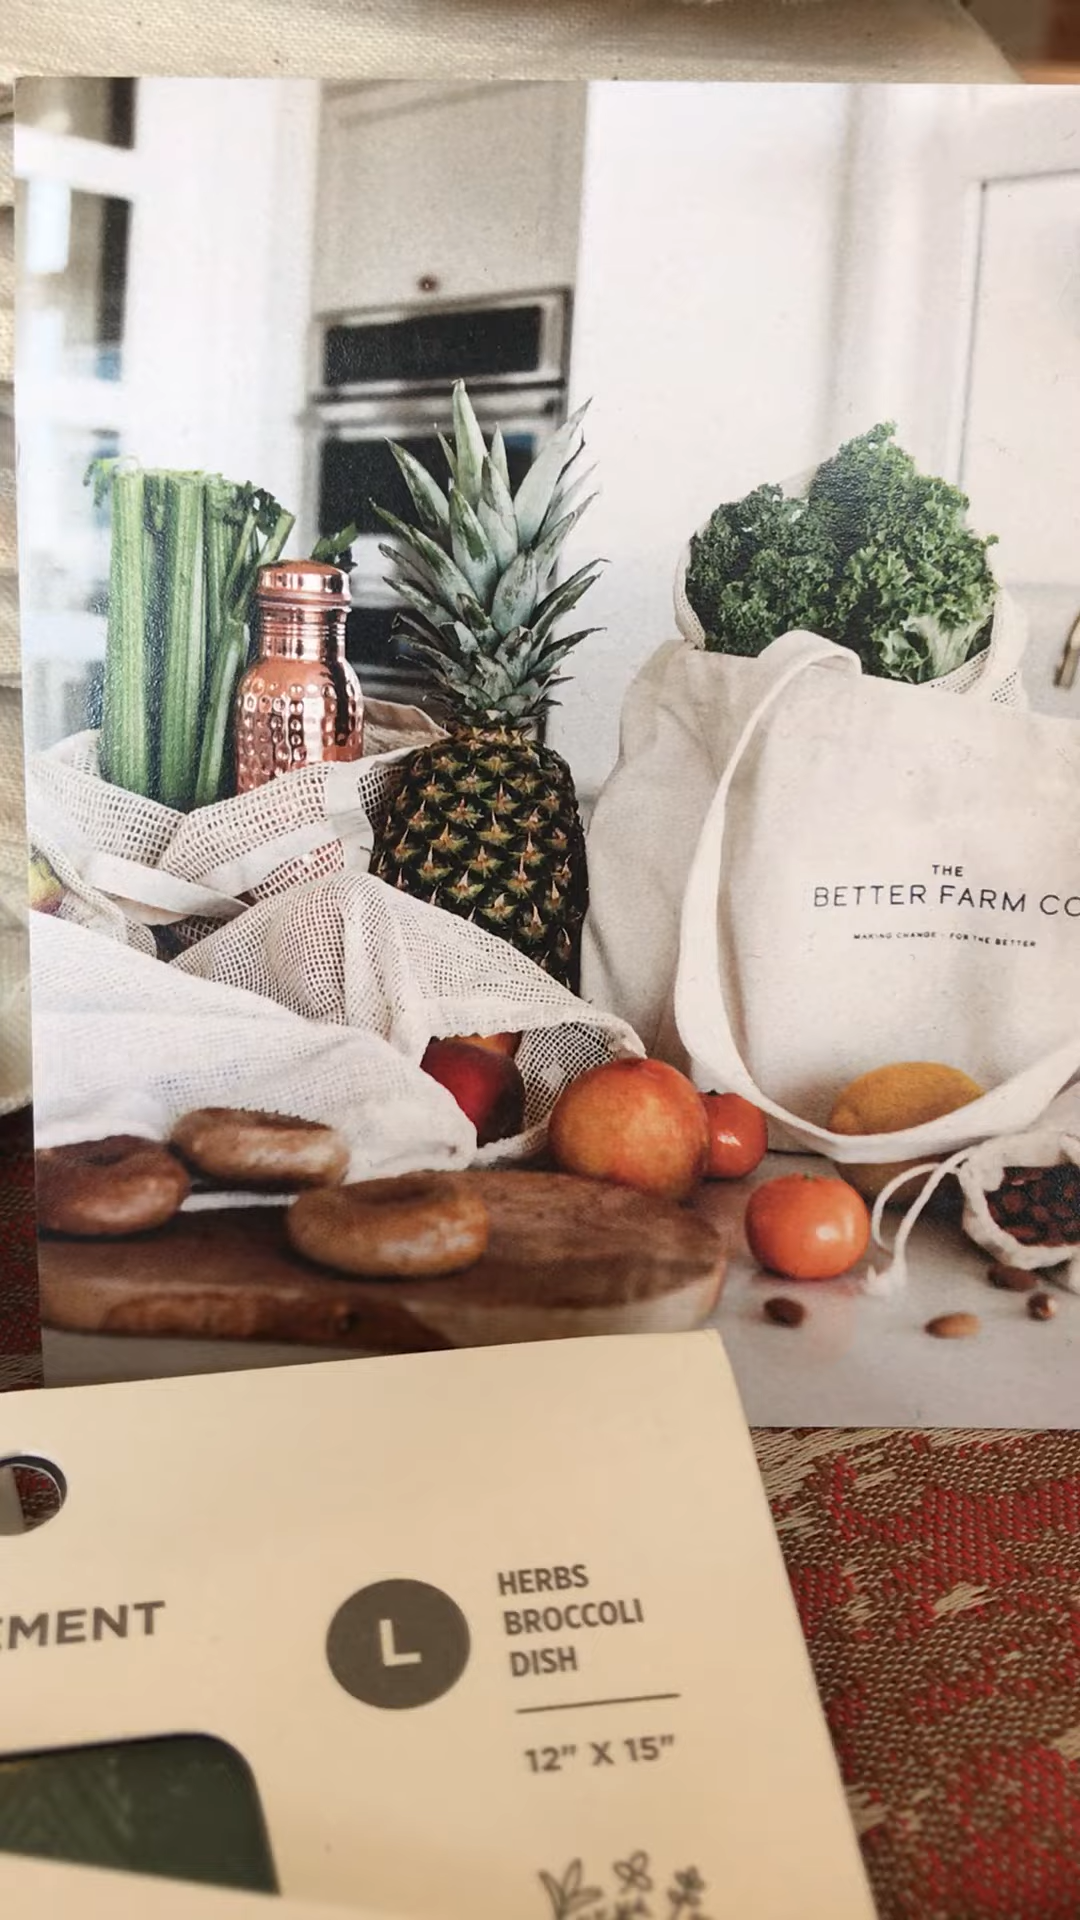 THE
BETTER FARM CO
MAKING CHANGE - FOR THE BETTER
EMENT
L
HERBS
BROCCOLI
DISH
12" X 15"